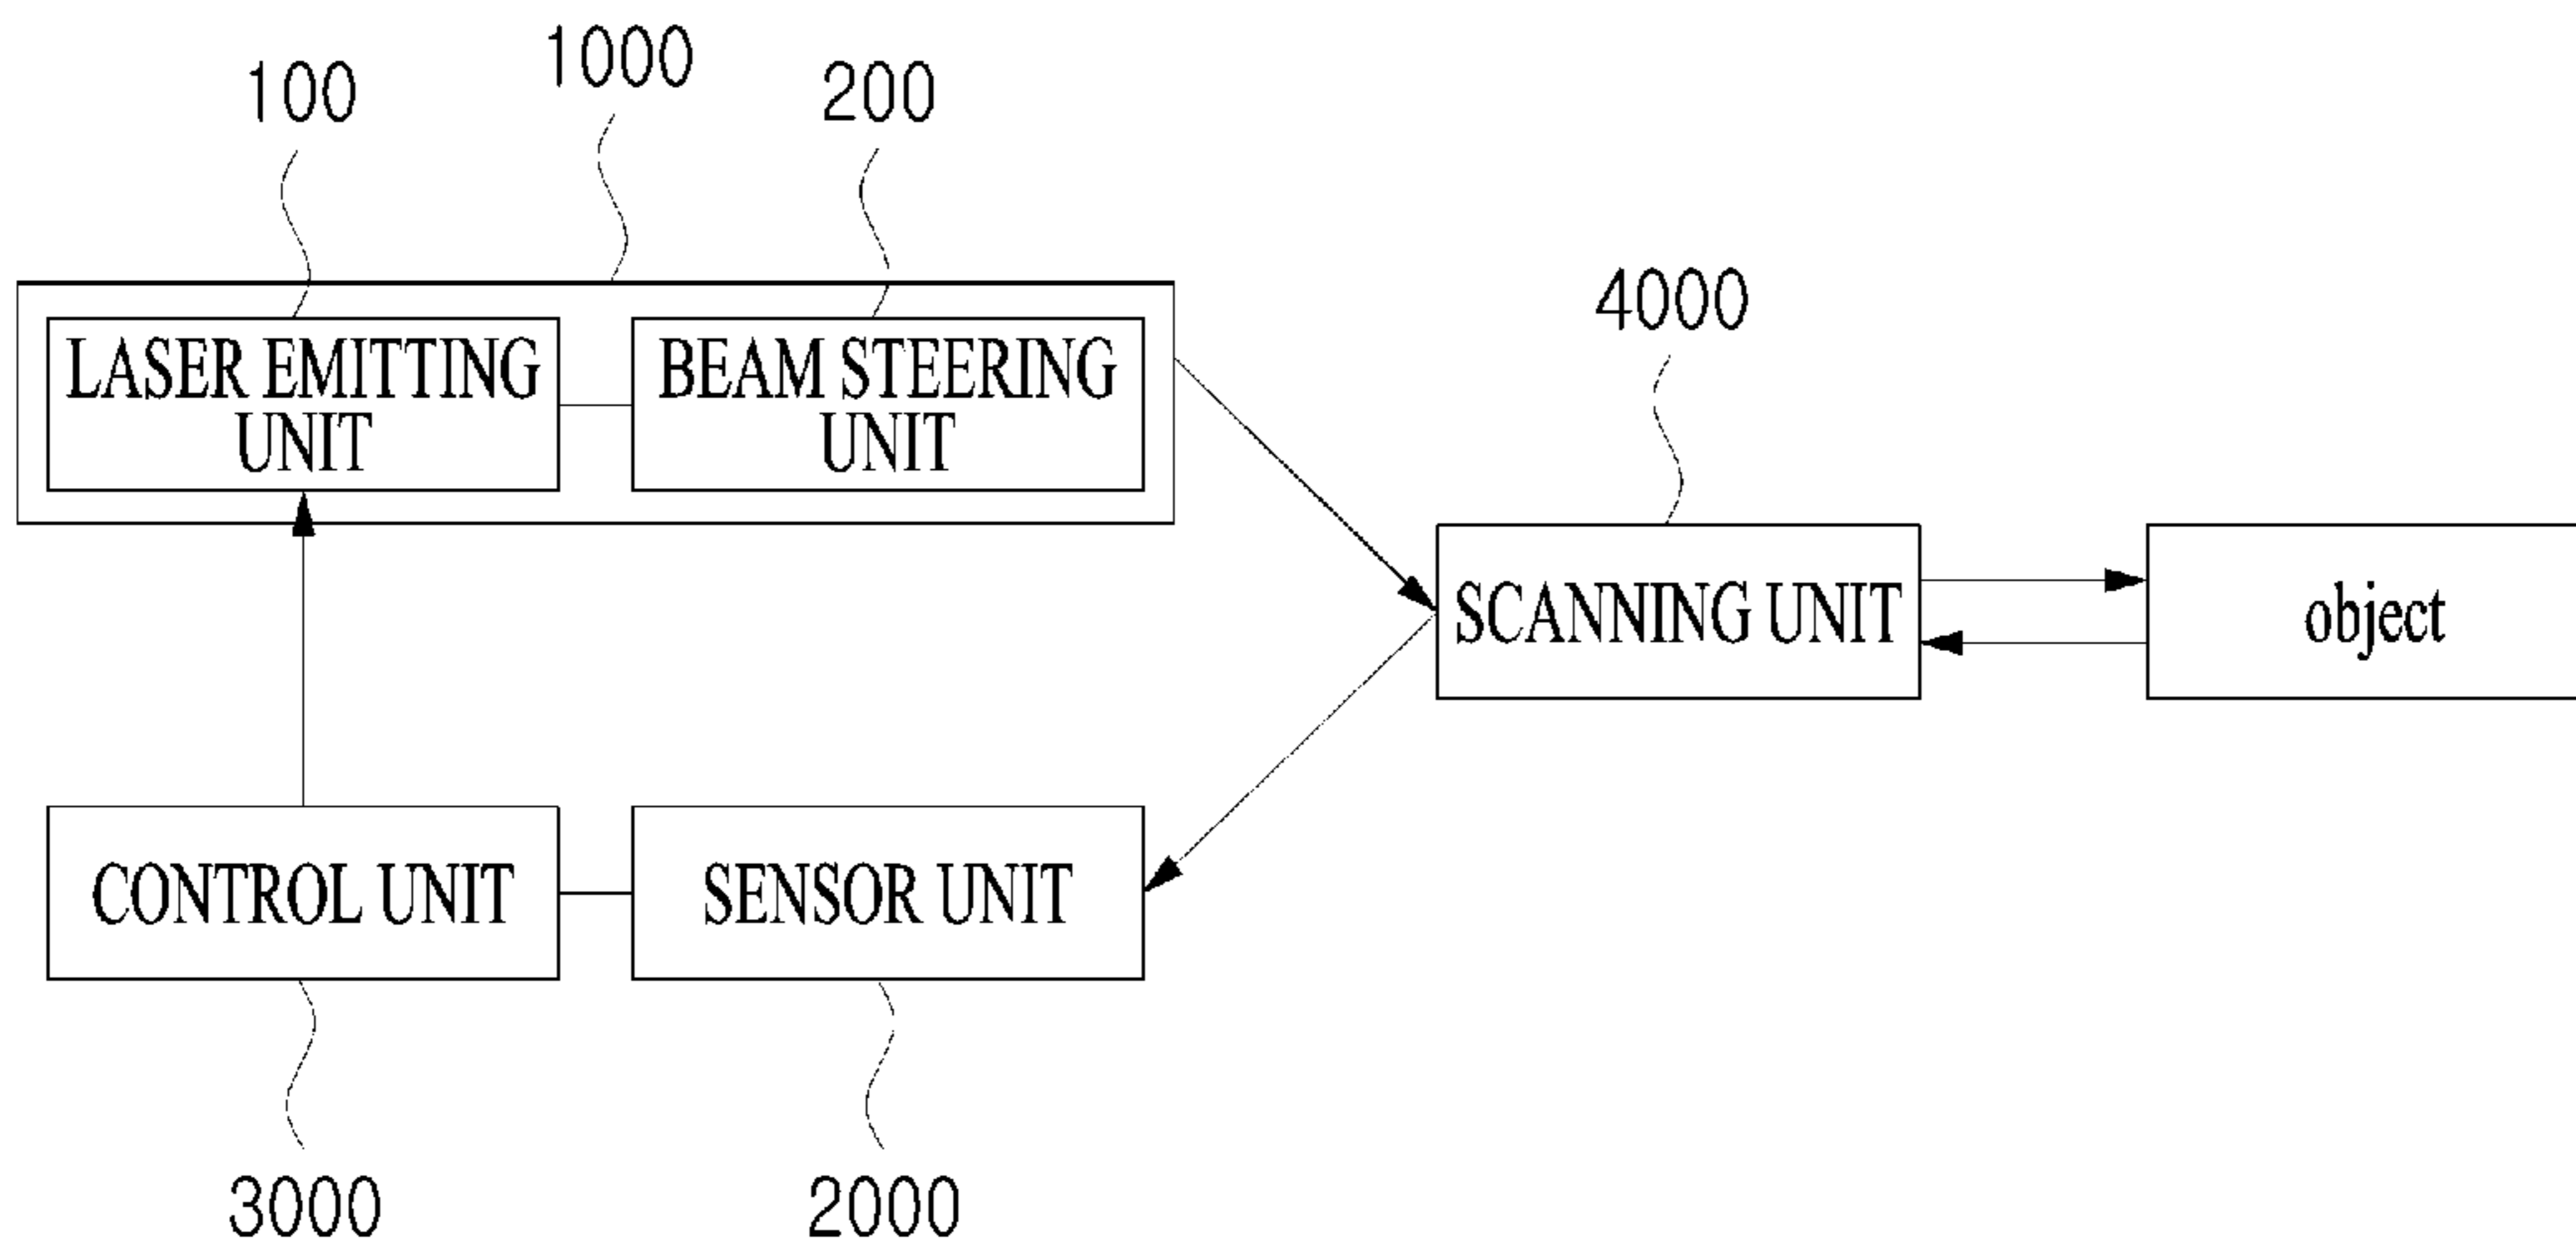 1000
100
200
4000
LASER EMITTING
UNIT
BEAM STEERING
UNIT
SCANNING UNIT
object
CONTROL UNIT
SENSOR UNIT
3000
2000